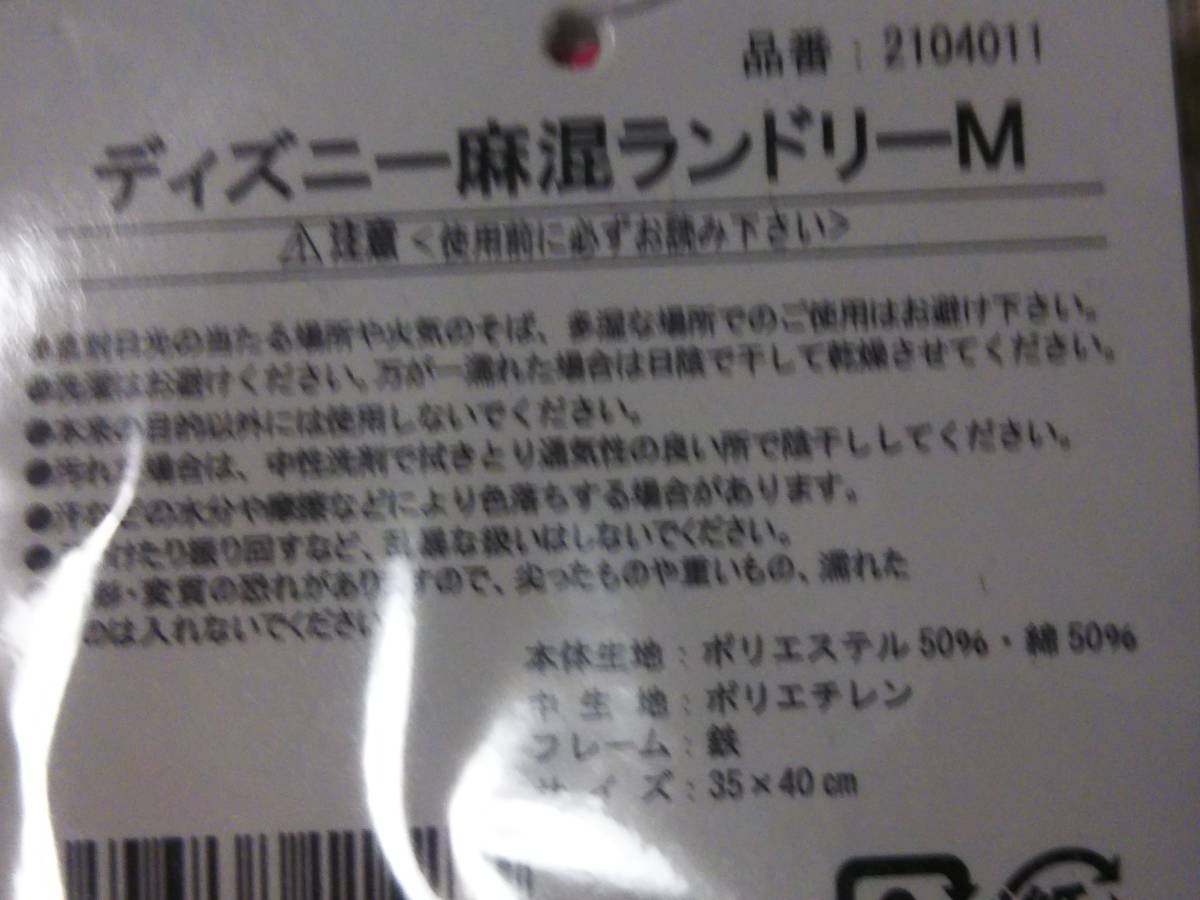 品番：2104011
ディズニー麻混ランドリーM
⚠注意＜使用前に必ずお読み下さい＞
●直射日光の当たる場所や火気のそば、多湿な場所でのご使用はお避け下さい。
●洗濯はお避けください。万が一濡れた場合は日陰で干して乾燥させてください。
●本来の目的以外には使用しないでください。
●汚れた場合は、中性洗剤で拭きとり通気性の良い所で陰干ししてください。
●汗などの水分や摩擦などにより色落ちする場合があります。
●けたり振り回すなど、乱暴な扱いはしないでください。
・変質の恐れがありますので、尖ったものや重いもの、濡れた
のは入れないでください
本体生地：ポリエステル50%・綿50%
中生地：ポリエチレン
フレーム：鉄
サイズ：35×40cm